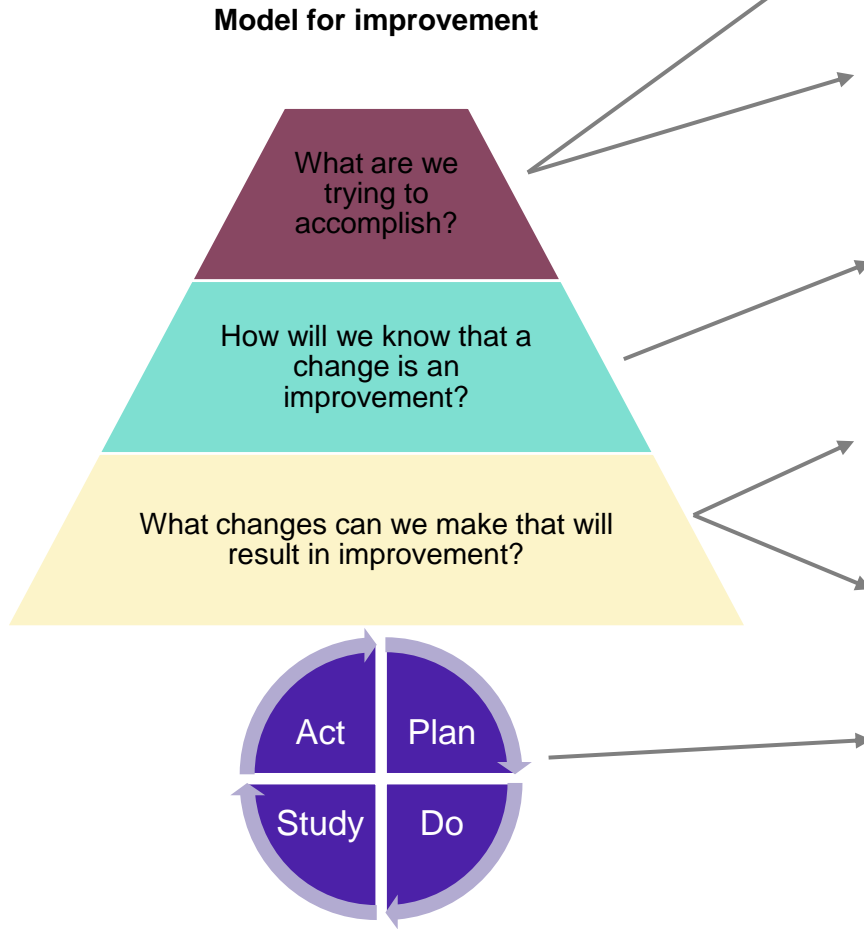 Model for improvement
What are we
trying to
accomplish?
How will we know that a
change is an
improvement?
What changes can we make that will
result in improvement?
Act
Plan
Study
Do